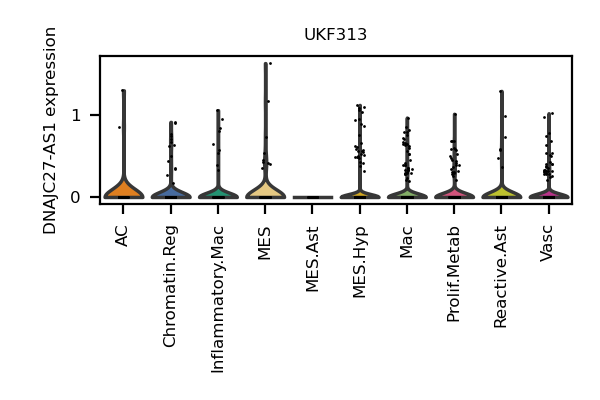 UKF313
DNAJC27-AS1 expression
1
0
AC
Chromatin.Reg
Inflammatory.Mac
MES
MES.Ast
MES.Hyp
Mac
Prolif.Metab
Reactive.Ast
Vasc